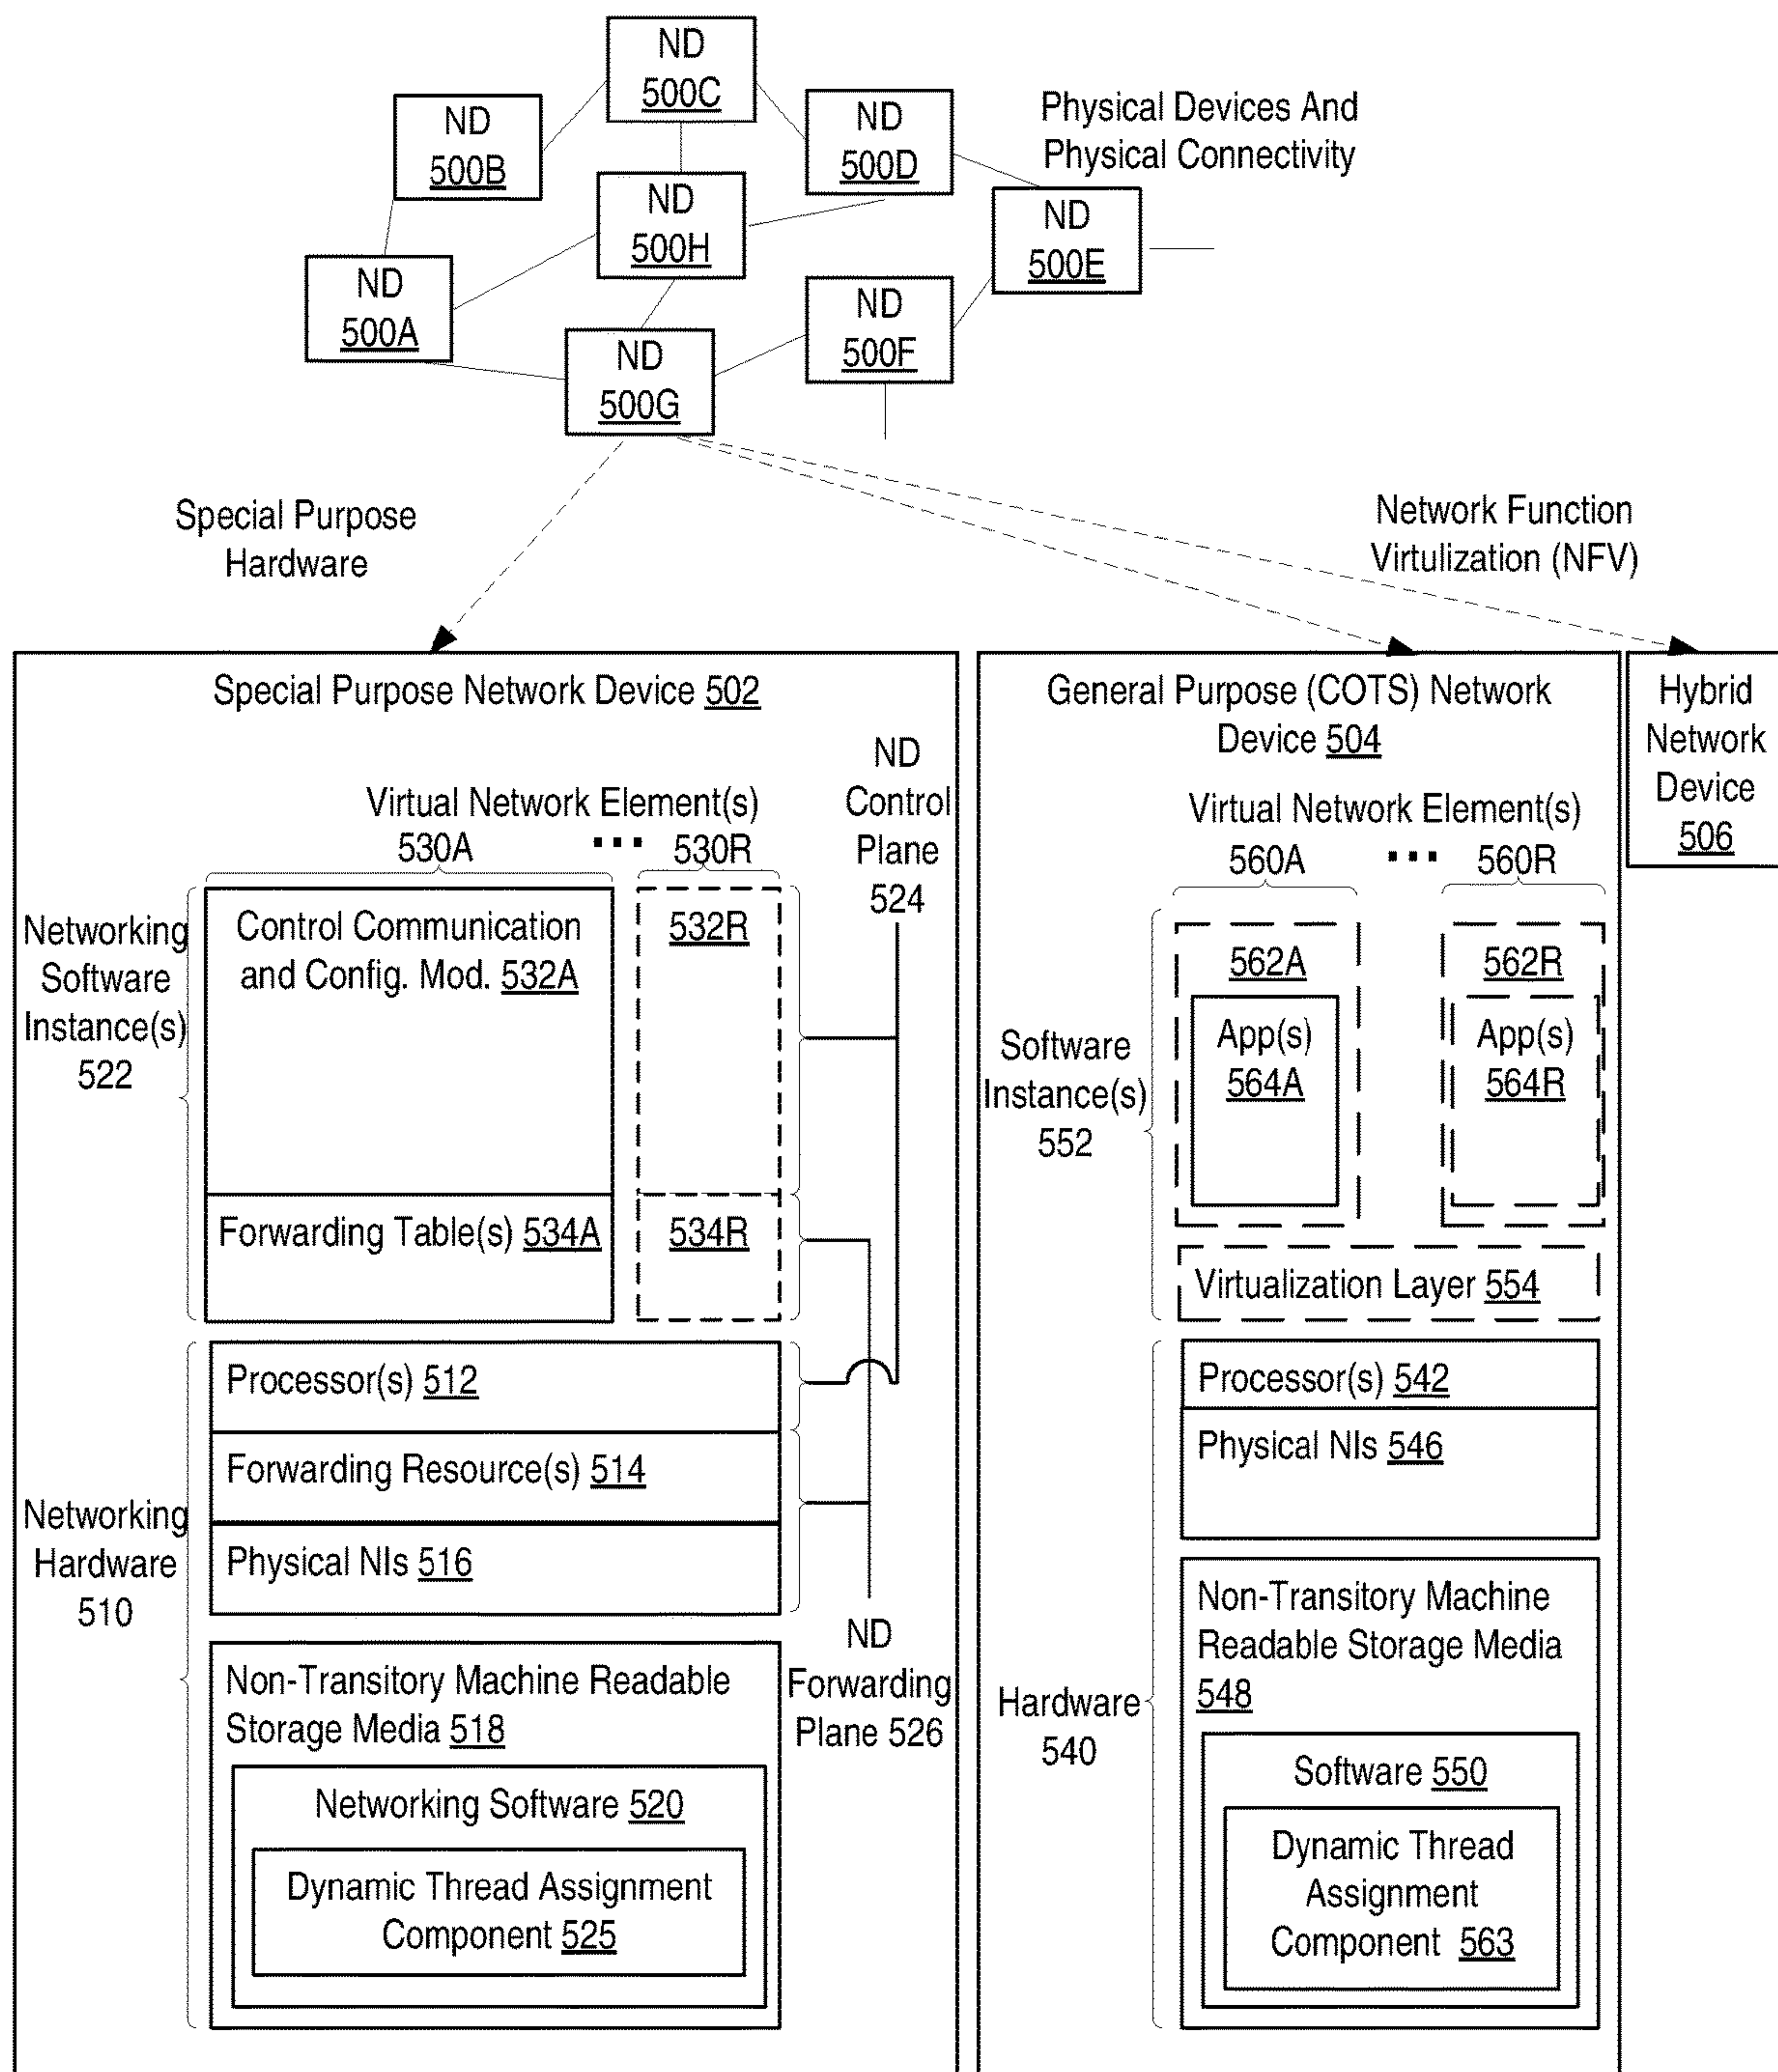 ND
500C
ND
500B
ND
500D
Physical Devices And
Physical Connectivity
ND
500H
ND
500E
ND
500A
ND
500F
ND
500G
Special Purpose
Hardware
Network Function
Virtulization (NFV)
Special Purpose Network Device 502
ND
Control
Plane
524
Virtual Network Element(s)
530A ... 530R
Networking
Software
Instance(s)
522
Control Communication
and Config. Mod. 532A
532R
Forwarding Table(s) 534A
534R
Networking
Hardware
510
Processor(s) 512
Forwarding Resource(s) 514
Physical NIs 516
ND
Forwarding
Plane 526
Non-Transitory Machine Readable
Storage Media 518
Networking Software 520
Dynamic Thread Assignment
Component 525
General Purpose (COTS) Network
Device 504
Virtual Network Element(s)
560A ... 560R
Software
Instance(s)
552
562A
App(s)
564A
562R
App(s)
564R
Virtualization Layer 554
Hardware
540
Processor(s) 542
Physical NIs 546
Non-Transitory Machine
Readable Storage Media
548
Software 550
Dynamic Thread
Assignment
Component 563
Hybrid
Network
Device
506